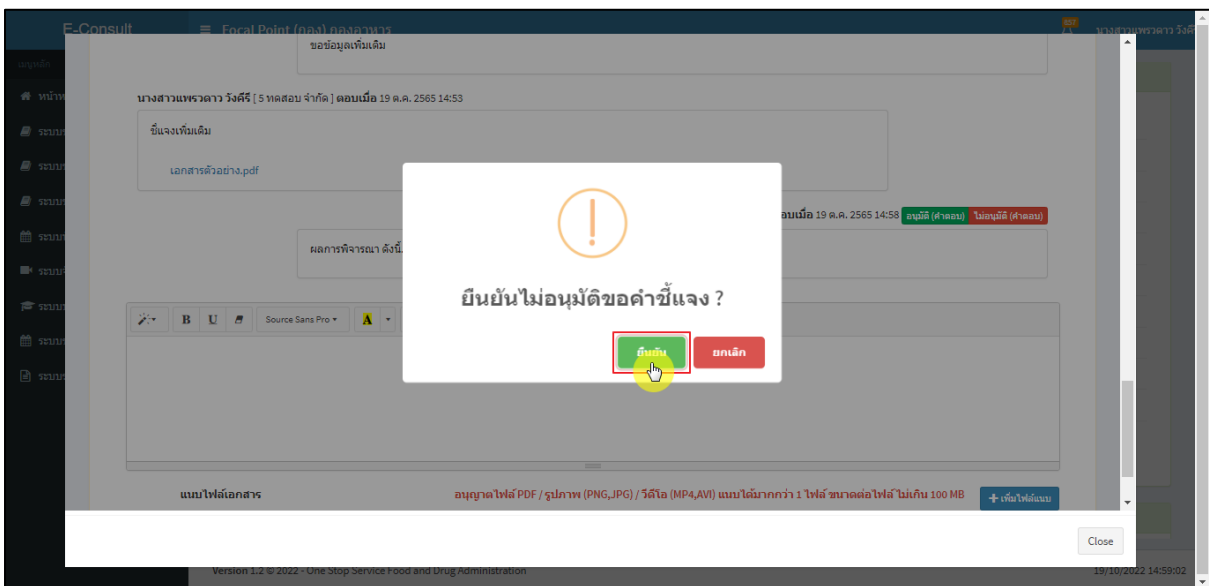 E-Consult
Focal Point (กอง) กองอาหาร
857
นางสาวแพรวดาว วังคีรี
เมนูหลัก
ขอข้อมูลเพิ่มเติม
นางสาวแพรวดาว วังคีรี [ 5 ทดสอบ จำกัด ] ตอบเมื่อ 19 ต.ค. 2565 14:53
ชี้แจงเพิ่มเติม
เอกสารตัวอย่าง.pdf
19 ต.ค. 2565 14:58 อนุมัติ (คำตอบ) ไม่อนุมัติ (คำตอบ)
ผลการพิจารณา ดังนี้
ยืนยันไม่อนุมัติขอคำชี้แจง ?
ยืนยัน ยกเลิก
B U Source Sans Pro A
แนบไฟล์เอกสาร
อนุญาตไฟล์ PDF / รูปภาพ (PNG,JPG) / วีดีโอ (MP4,AVI) แนบได้มากกว่า 1 ไฟล์ ขนาดต่อไฟล์ ไม่เกิน 100 MB
เพิ่มไฟล์แนบ
Close
Version 1.2 © 2022 - One Stop Service Food and Drug Administration
19/10/2022 14:59:02